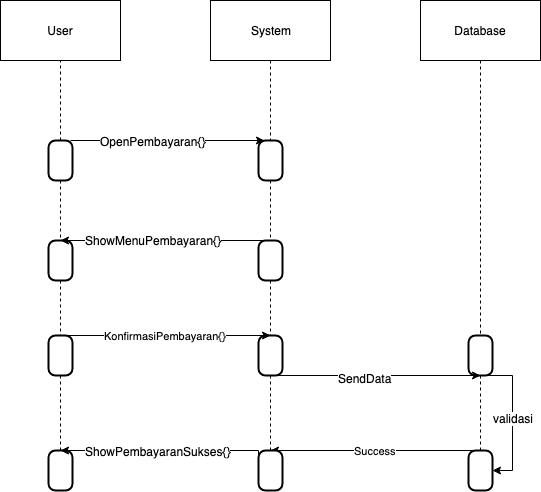 User
System
Database
OpenPembayaran{}
ShowMenuPembayaran{}
KonfirmasiPembayaran{}
SendData
validasi
ShowPembayaranSukses{}
Success